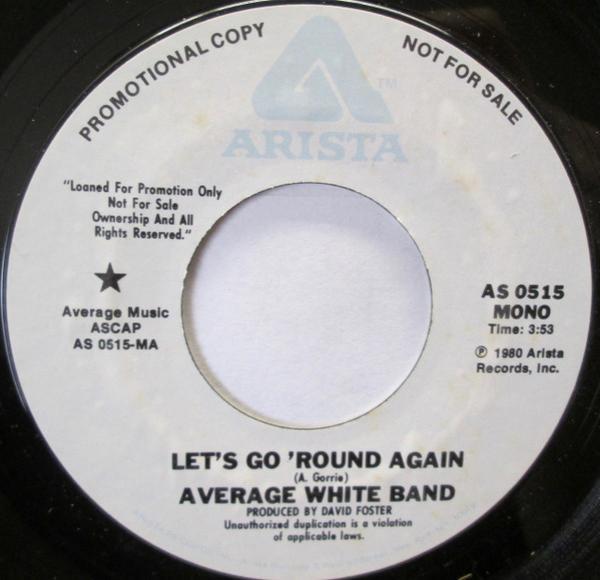 PROMOTIONAL COPY
NOT FOR SALE
TM
ARISTA
"Loaned For Promotion Only
Not For Sale
Ownership And All
Rights Reserved."
★
Average Music
ASCAP
AS 0515-MA
AS 0515
MONO
Time: 3:53
℗ 1980 Arista
Records, Inc.
LET'S GO 'ROUND AGAIN
(A. Gorrie)
AVERAGE WHITE BAND
PRODUCED BY DAVID FOSTER
Unauthorized duplication is a violation
of applicable laws.